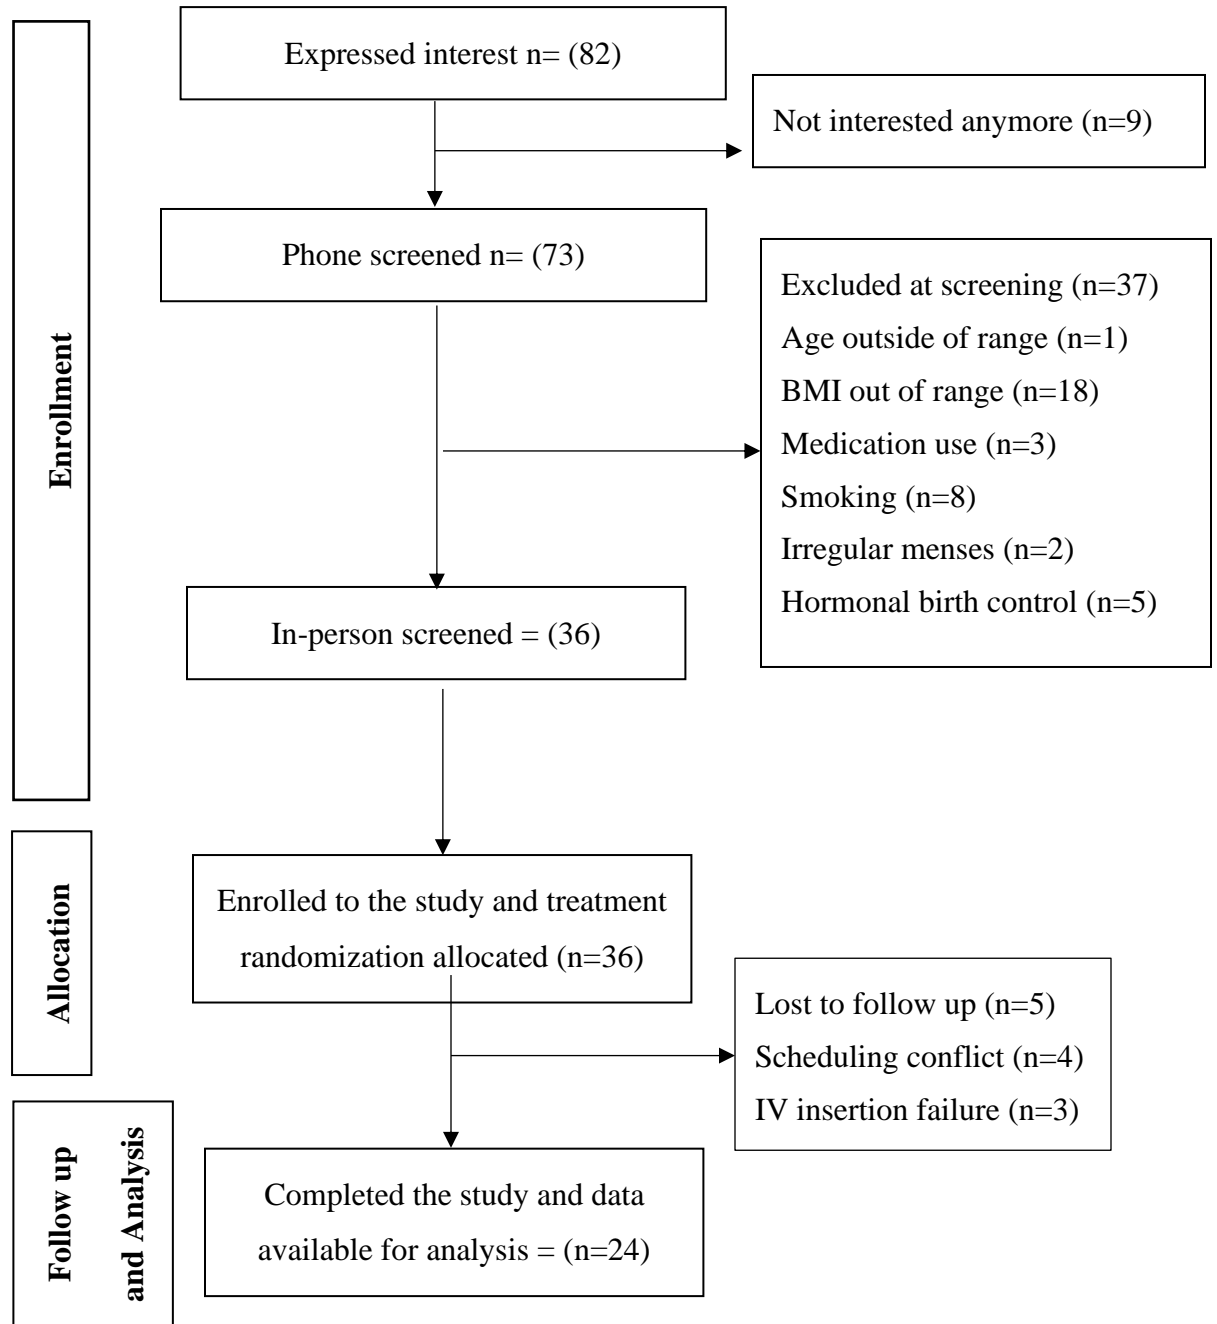 Expressed interest n= (82)
Not interested anymore (n=9)
Phone screened n= (73)
Excluded at screening (n=37)
Age outside of range (n=1)
BMI out of range (n=18)
Medication use (n=3)
Smoking (n=8)
Irregular menses (n=2)
Hormonal birth control (n=5)
Enrollment
In-person screened = (36)
Allocation
Enrolled to the study and treatment
randomization allocated (n=36)
Lost to follow up (n=5)
Scheduling conflict (n=4)
IV insertion failure (n=3)
Follow up
and Analysis
Completed the study and data
available for analysis = (n=24)